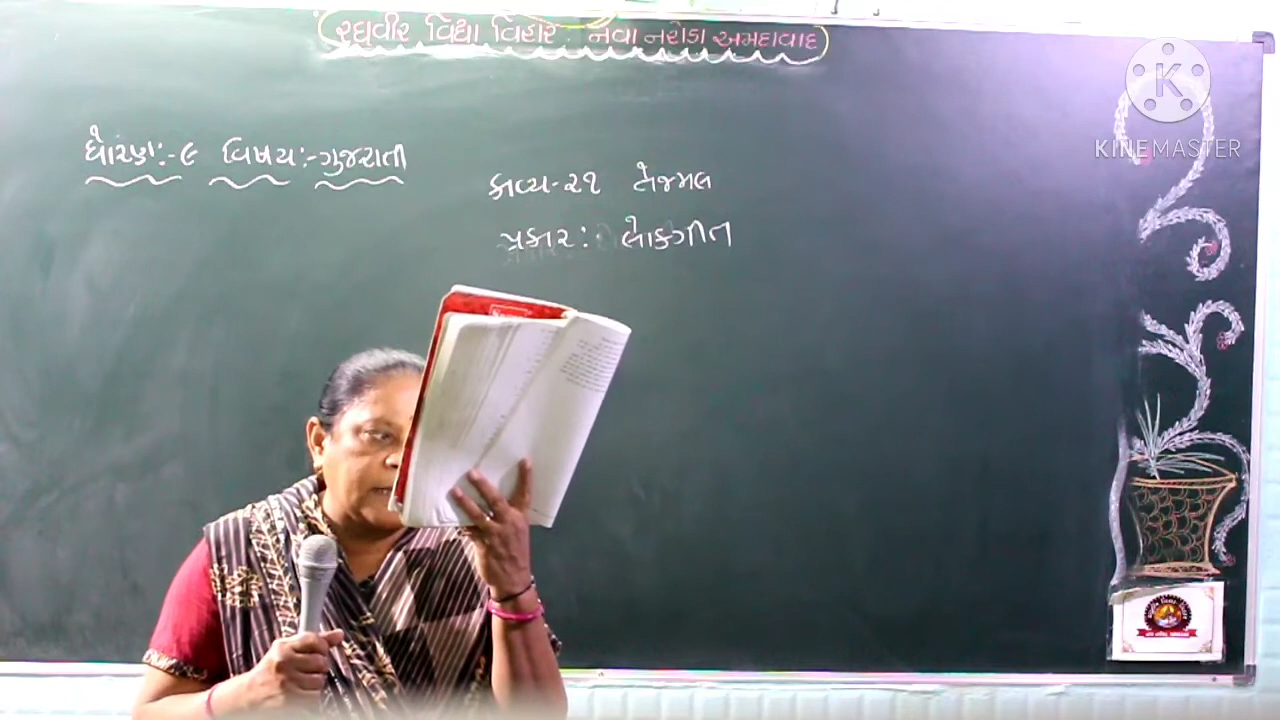 રઘુવીર વિદ્યા વિહાર : નવા નરોડા અમદાવાદ
ધોરણ:-૯ વિષય:-ગુજરાતી
કાવ્ય-૨૧ તેજમલ
પ્રકાર: લોકગીત
K
KINEMASTER